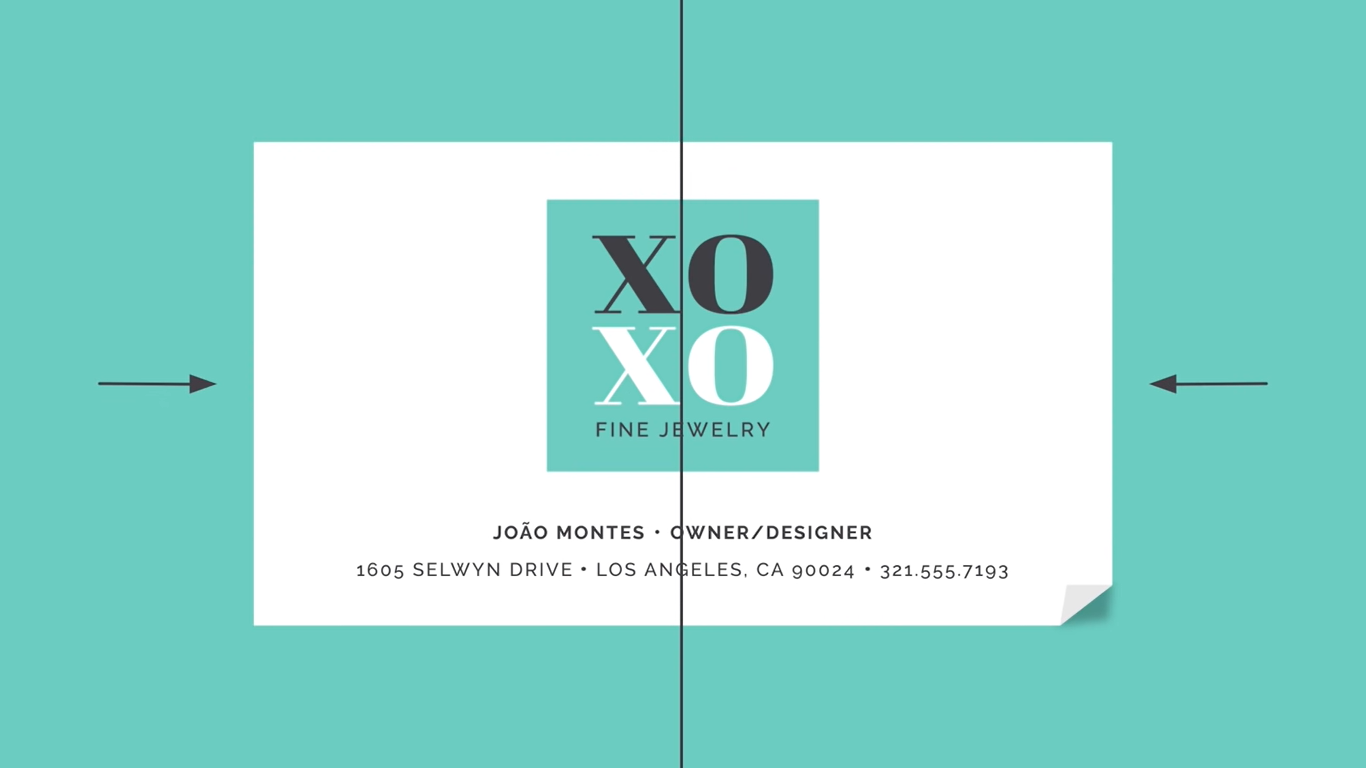 XO
XO
FINE JEWELRY
JOÃO MONTES • OWNER/DESIGNER
1605 SELWYN DRIVE • LOS ANGELES, CA 90024 • 321.555.7193